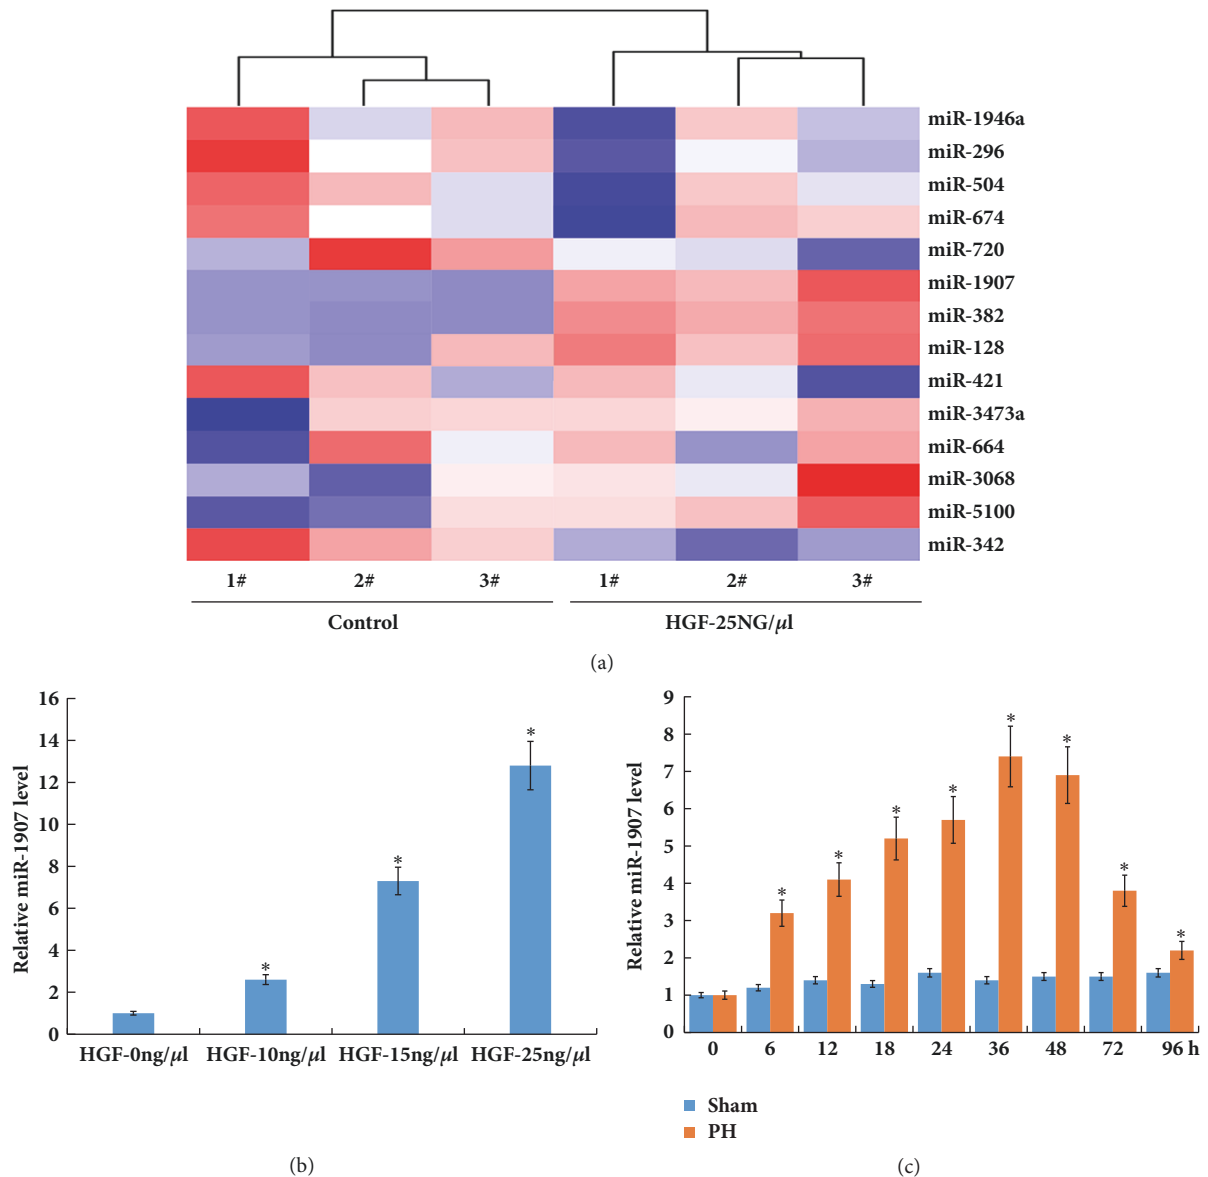 miR-1946a
miR-296
miR-504
miR-674
miR-720
miR-1907
miR-382
miR-128
miR-421
miR-3473a
miR-664
miR-3068
miR-5100
miR-342
1# 2# 3# 1# 2# 3#
Control HGF-25NG/μl
(a)
Relative miR-1907 level
16
14
12
10
8
6
4
2
0
* * *
HGF-0ng/μl HGF-10ng/μl HGF-15ng/μl HGF-25ng/μl
(b)
Relative miR-1907 level
9
8
7
6
5
4
3
2
1
0
* * * * * * * *
0 6 12 18 24 36 48 72 96 h
Sham
PH
(c)